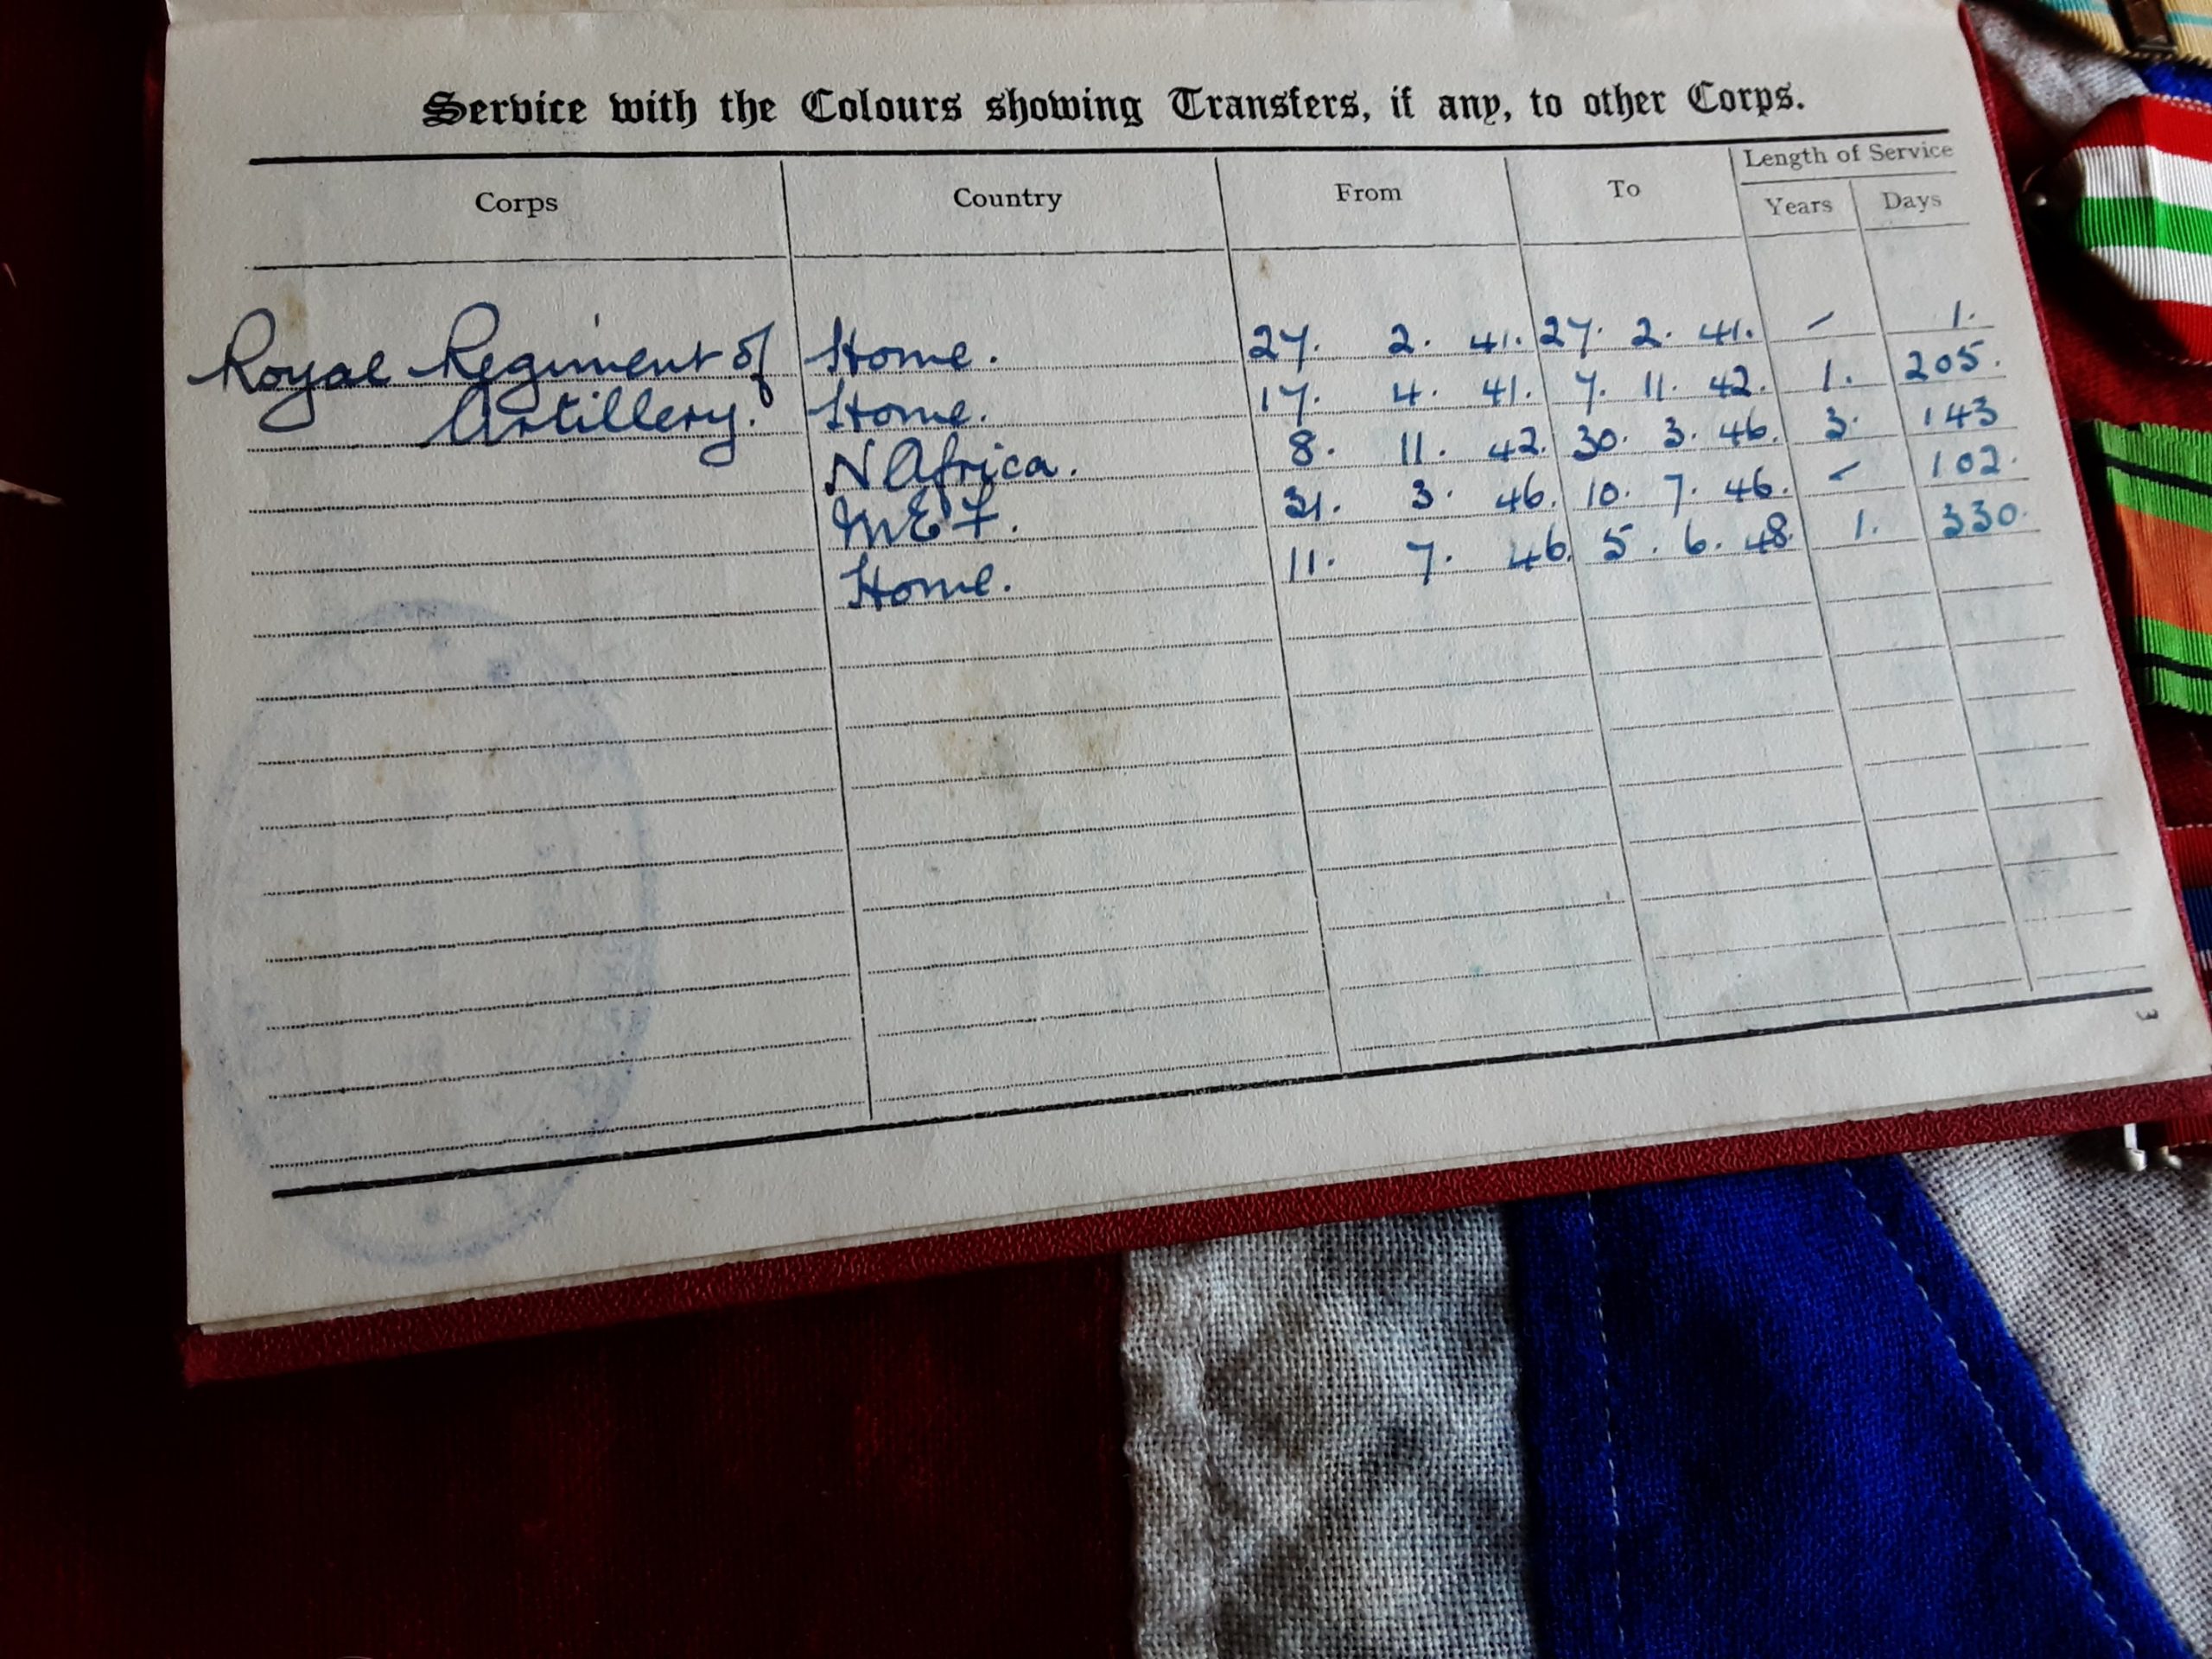 Service with the Colours showing Transfers, if any, to other Corps.
Corps Country From To Length of Service
Years Days
Royal Regiment of Home. 27. 2. 41. 27. 2. 41. - 1.
Artillery. Home. 17. 4. 41. 7. 11. 42. 1. 205.
N Africa. 8. 11. 42. 30. 3. 46. 3. 143
MEF. 31. 3. 46. 10. 7. 46. - 102.
Home. 11. 7. 46. 5. 6. 48. 1. 330.
3